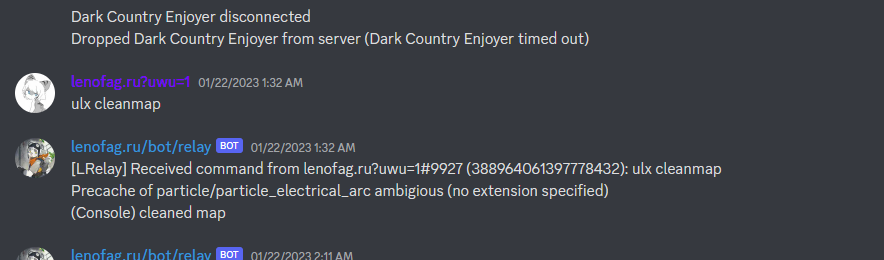 Dark Country Enjoyer disconnected
Dropped Dark Country Enjoyer from server (Dark Country Enjoyer timed out)
lenofag.ru?uwu=1 01/22/2023 1:32 AM
ulx cleanmap
lenofag.ru/bot/relay BOT 01/22/2023 1:32 AM
[LRelay] Received command from lenofag.ru?uwu=1#9927 (388964061397778432): ulx cleanmap
Precache of particle/particle_electrical_arc ambigious (no extension specified)
(Console) cleaned map
lenofag.ru/bot/relay BOT 01/22/2023 2:11 AM